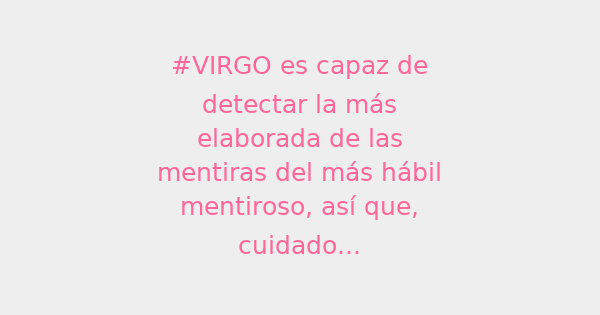 #VIRGO es capaz de
detectar la más
elaborada de las
mentiras del más hábil
mentiroso, así que,
cuidado...